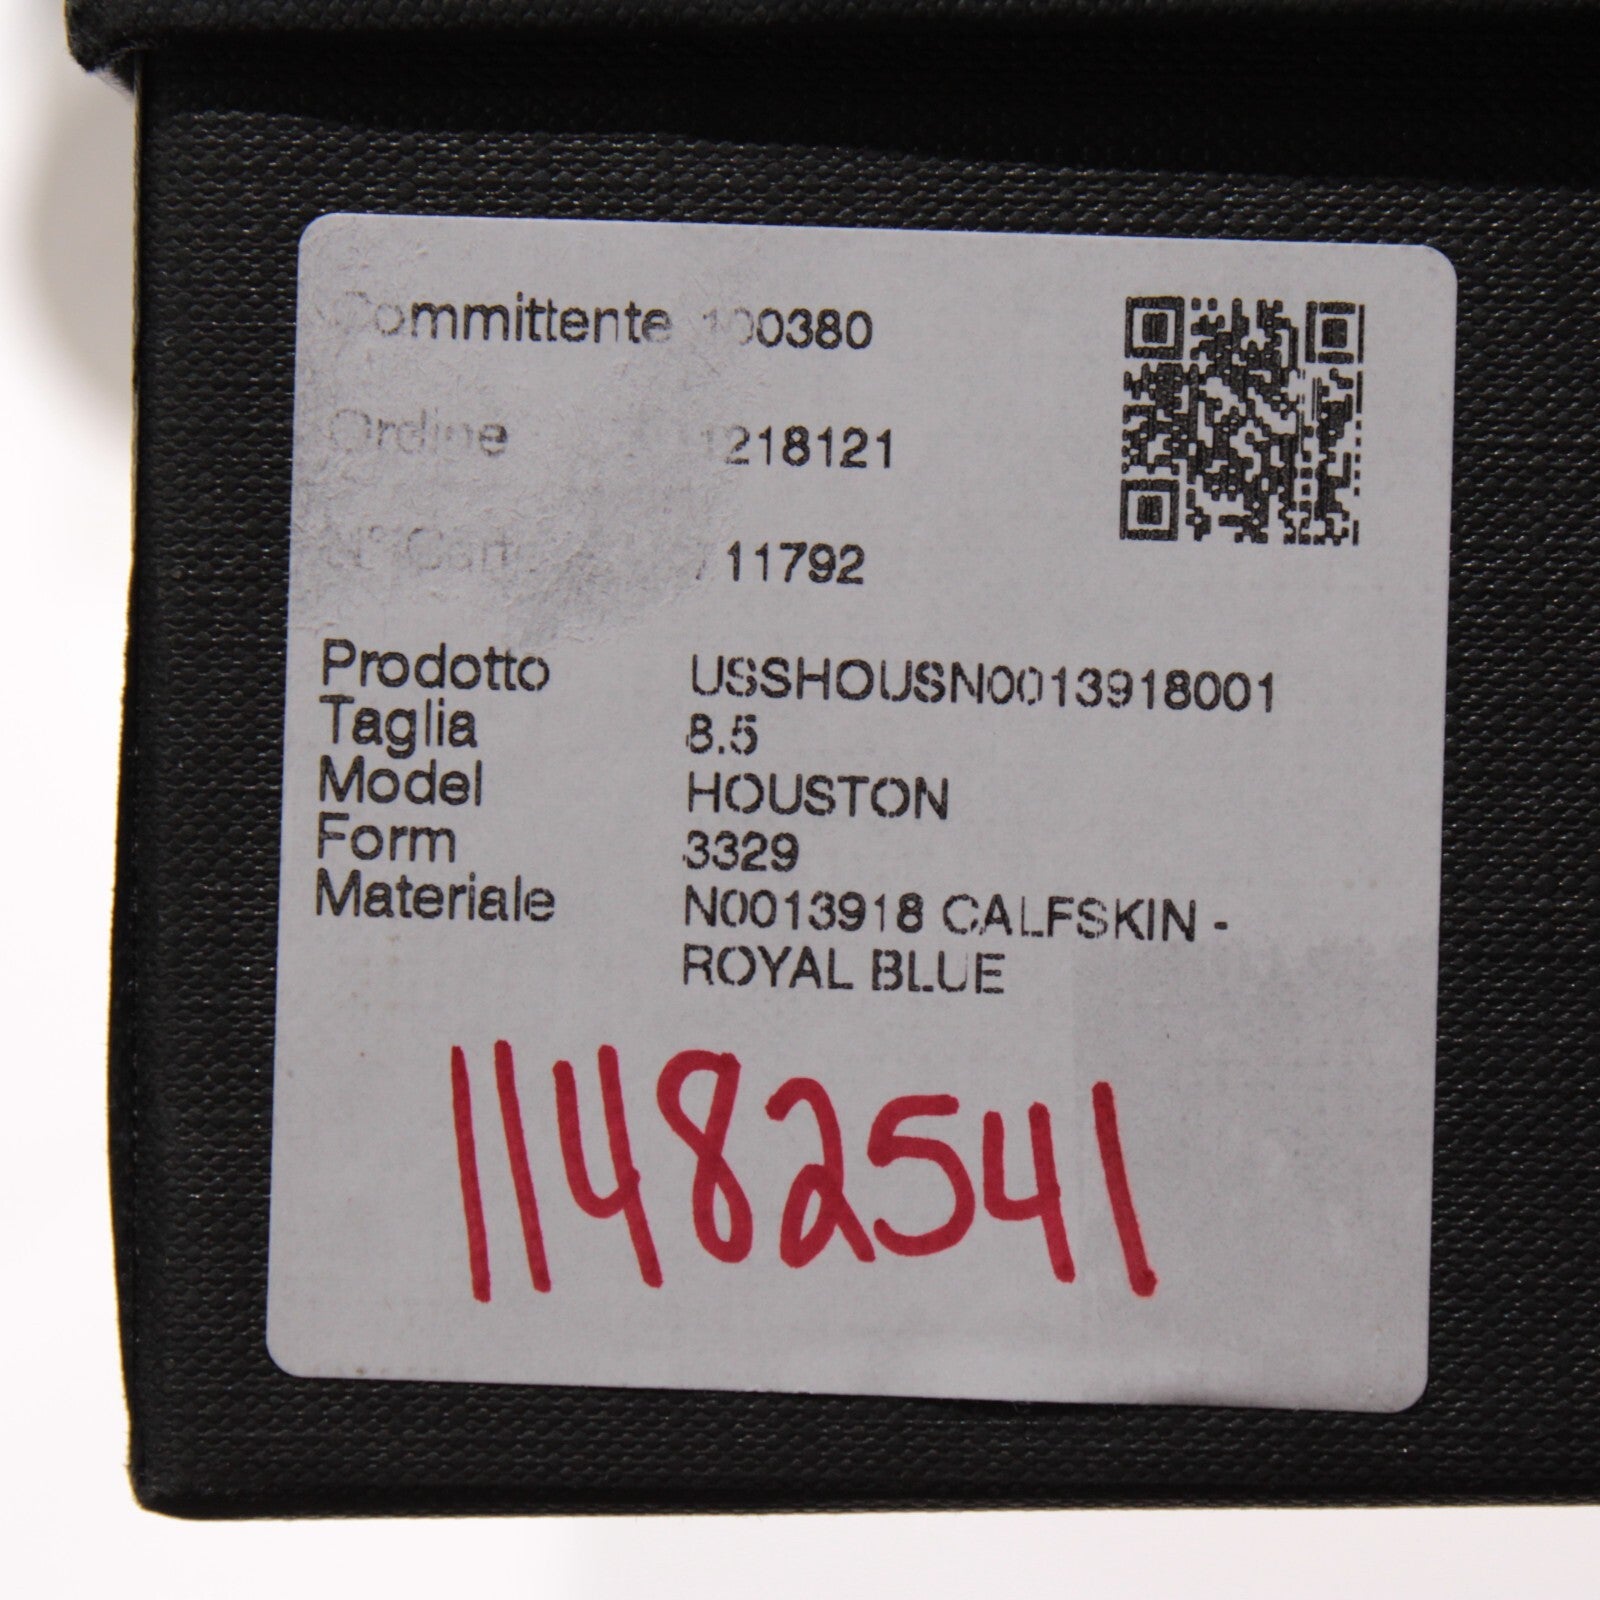 Committente 100380
Ordine 1218121
11792
Prodotto USSHOUSN0013918001
Taglia 8.5
Model HOUSTON
Form 3329
Materiale N0013918 CALFSKIN -
ROYAL BLUE
11482541